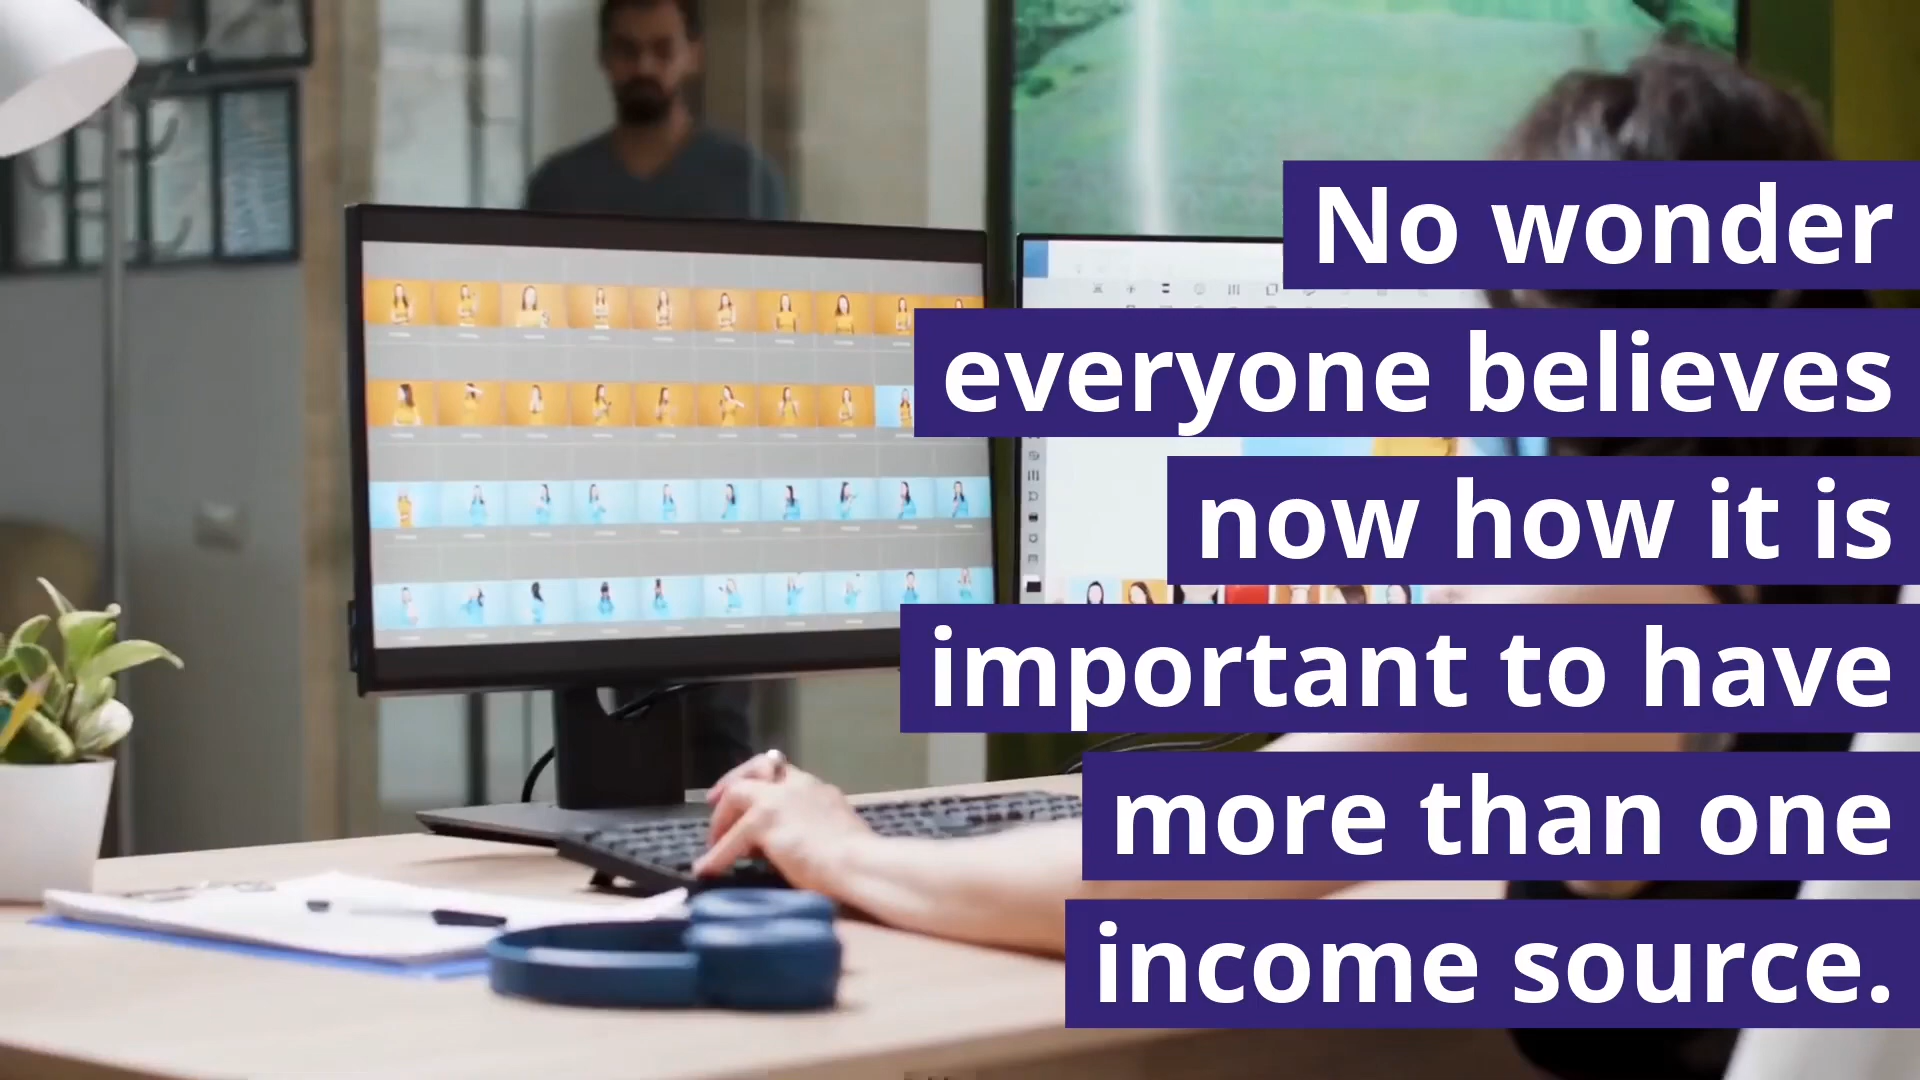 No wonder
everyone believes
now how it is
important to have
more than one
income source.